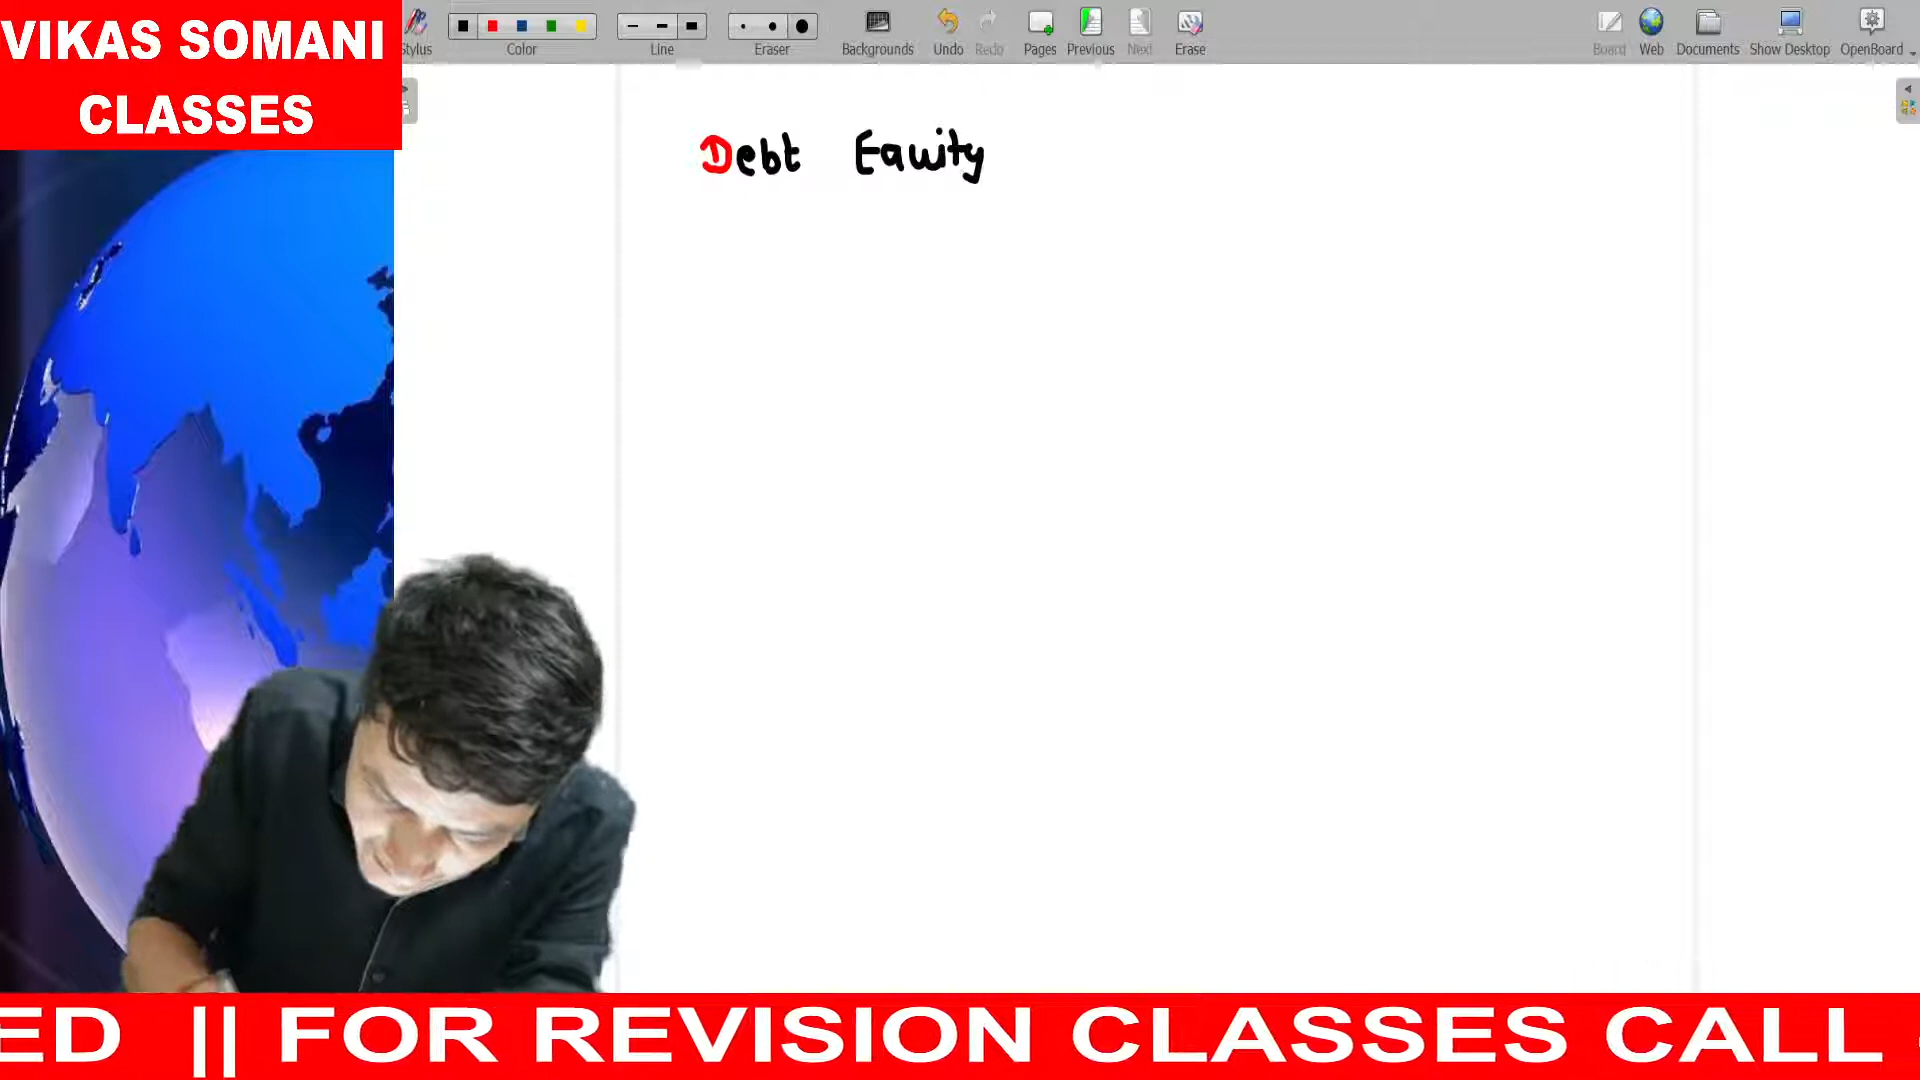 VIKAS SOMANI
CLASSES
Stylus
Color
Line
Eraser
Backgrounds
Undo
Redo
Pages
Previous
Next
Erase
Board
Web
Documents
Show Desktop
OpenBoard
Debt Equity
ED || FOR REVISION CLASSES CALL